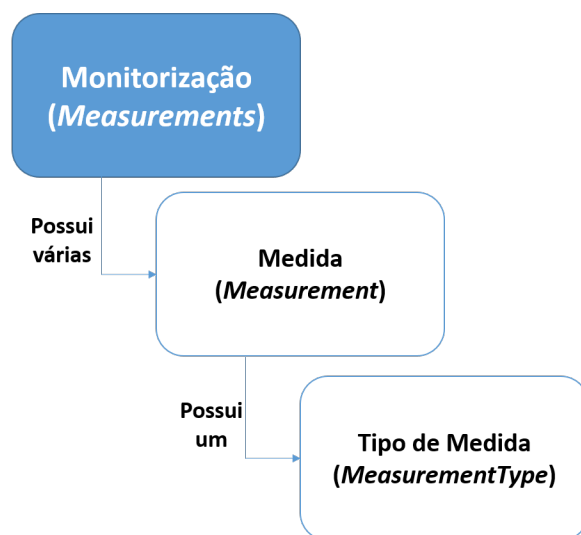 Monitorização
(Measurements)
Possui
várias
Medida
(Measurement)
Possui
um
Tipo de Medida
(MeasurementType)